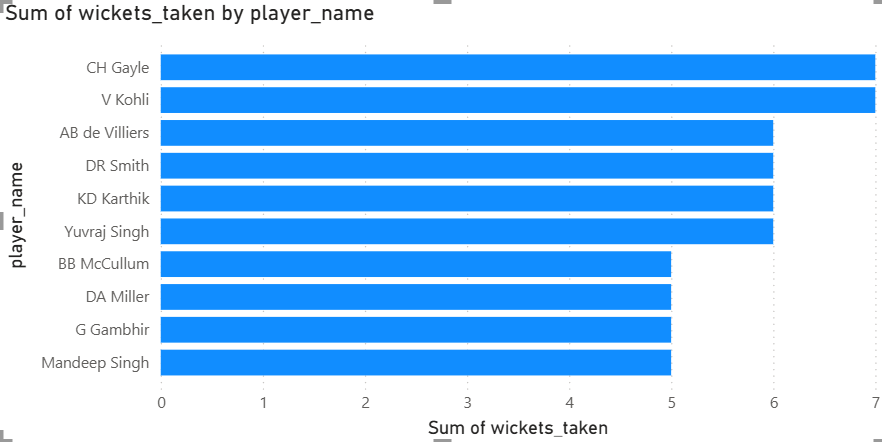 Sum of wickets_taken by player_name
player_name
CH Gayle
V Kohli
AB de Villiers
DR Smith
KD Karthik
Yuvraj Singh
BB McCullum
DA Miller
G Gambhir
Mandeep Singh
0 1 2 3 4 5 6 7
Sum of wickets_taken